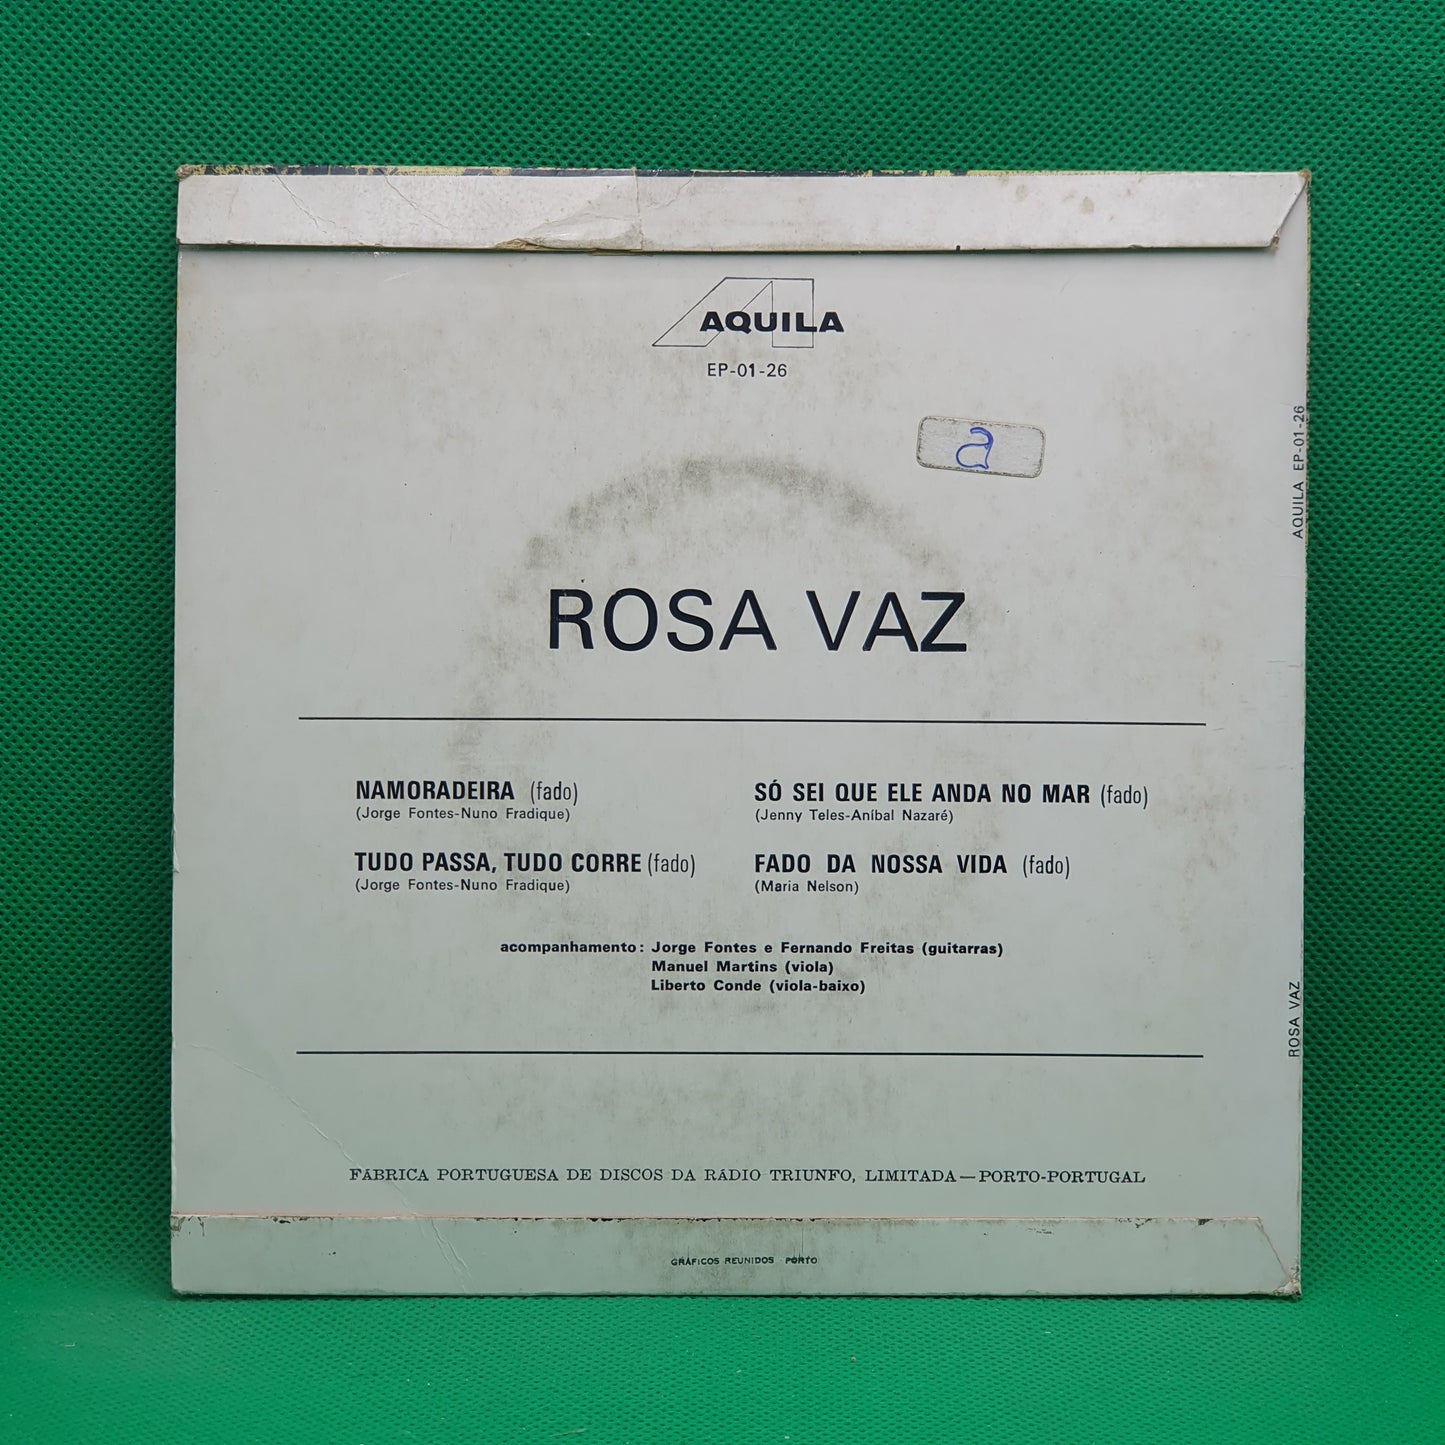 AQUILA
EP-01-26
a
ROSA VAZ
NAMORADEIRA (fado)
(Jorge Fontes-Nuno Fradique)
TUDO PASSA, TUDO CORRE (fado)
(Jorge Fontes-Nuno Fradique)
SÓ SEI QUE ELE ANDA NO MAR (fado)
(Jenny Teles-Aníbal Nazaré)
FADO DA NOSSA VIDA (fado)
(Maria Nelson)
acompanhamento: Jorge Fontes e Fernando Freitas (guitarras)
Manuel Martins (viola)
Liberto Conde (viola-baixo)
FÁBRICA PORTUGUESA DE DISCOS DA RÁDIO TRIUNFO, LIMITADA — PORTO-PORTUGAL
GRÁFICOS REUNIDOS - PORTO
AQUILA EP-01-26
ROSA VAZ